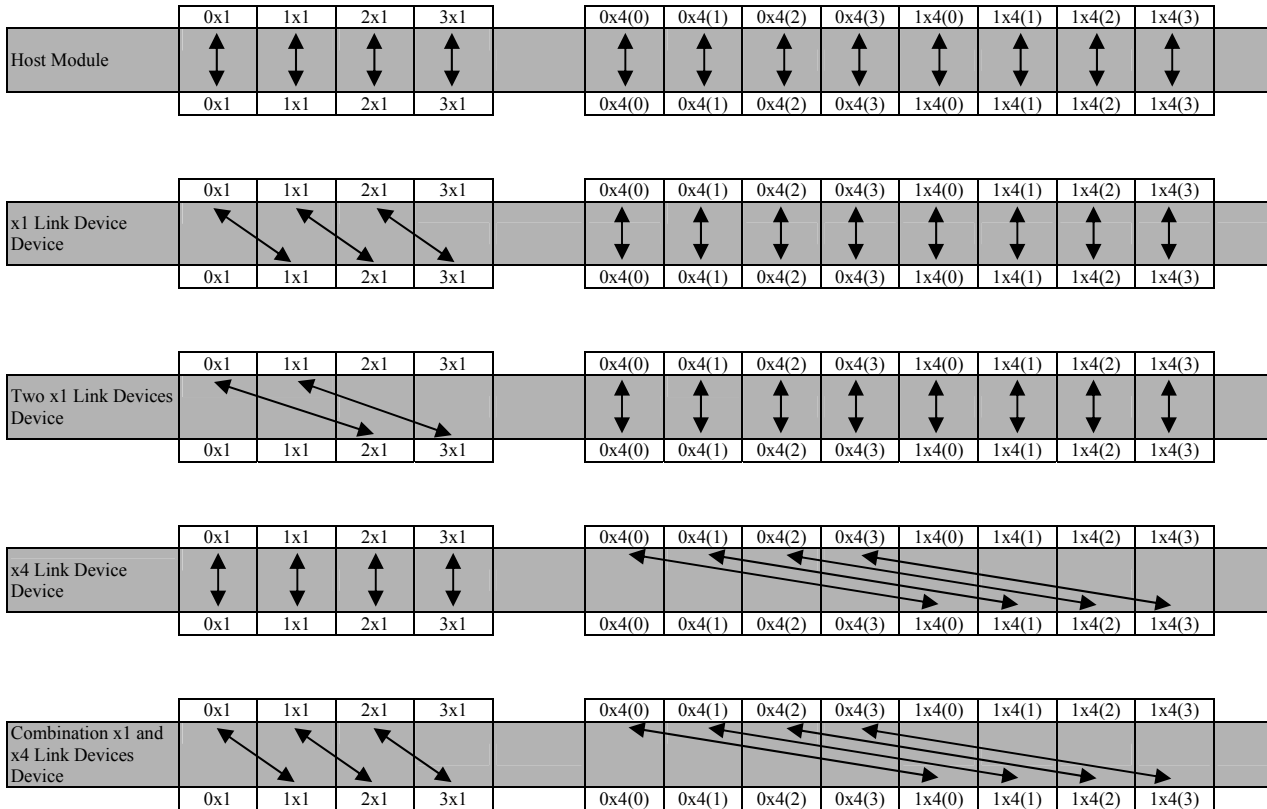 0x1 1x1 2x1 3x1 0x4(0) 0x4(1) 0x4(2) 0x4(3) 1x4(0) 1x4(1) 1x4(2) 1x4(3)
Host Module
0x1 1x1 2x1 3x1 0x4(0) 0x4(1) 0x4(2) 0x4(3) 1x4(0) 1x4(1) 1x4(2) 1x4(3)
0x1 1x1 2x1 3x1 0x4(0) 0x4(1) 0x4(2) 0x4(3) 1x4(0) 1x4(1) 1x4(2) 1x4(3)
x1 Link Device
Device
0x1 1x1 2x1 3x1 0x4(0) 0x4(1) 0x4(2) 0x4(3) 1x4(0) 1x4(1) 1x4(2) 1x4(3)
0x1 1x1 2x1 3x1 0x4(0) 0x4(1) 0x4(2) 0x4(3) 1x4(0) 1x4(1) 1x4(2) 1x4(3)
Two x1 Link Devices
Device
0x1 1x1 2x1 3x1 0x4(0) 0x4(1) 0x4(2) 0x4(3) 1x4(0) 1x4(1) 1x4(2) 1x4(3)
0x1 1x1 2x1 3x1 0x4(0) 0x4(1) 0x4(2) 0x4(3) 1x4(0) 1x4(1) 1x4(2) 1x4(3)
x4 Link Device
Device
0x1 1x1 2x1 3x1 0x4(0) 0x4(1) 0x4(2) 0x4(3) 1x4(0) 1x4(1) 1x4(2) 1x4(3)
0x1 1x1 2x1 3x1 0x4(0) 0x4(1) 0x4(2) 0x4(3) 1x4(0) 1x4(1) 1x4(2) 1x4(3)
Combination x1 and
x4 Link Devices
Device
0x1 1x1 2x1 3x1 0x4(0) 0x4(1) 0x4(2) 0x4(3) 1x4(0) 1x4(1) 1x4(2) 1x4(3)